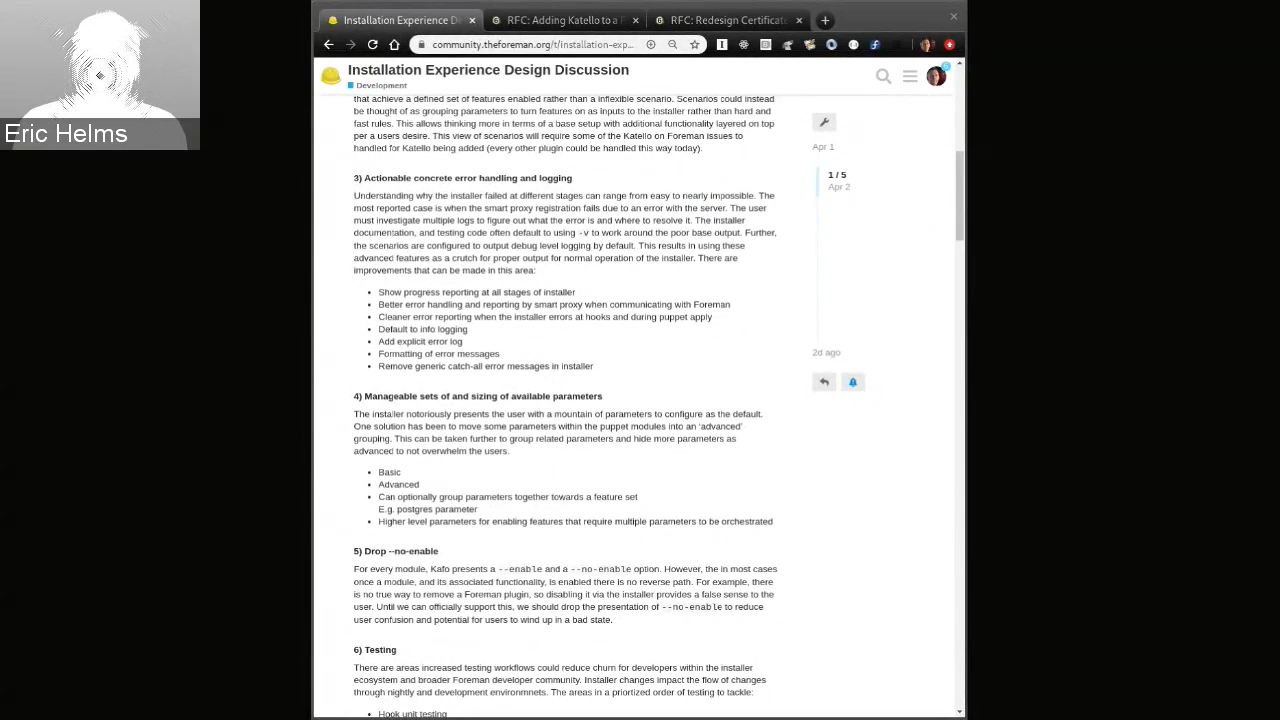 Installation Experience D
RFC: Adding Katello to a
RFC: Redesign Certificat
community.theforeman.org/t/installation-exp...
Eric Helms
Installation Experience Design Discussion
Development
that achieve a defined set of features enabled rather than a inflexible scenario. Scenarios could instead
be thought of as grouping parameters to turn features on as inputs to the installer rather than hard and
fast rules. This allows thinking more in terms of a base setup with additional functionality layered on top
per a users desire. This view of scenarios will require some of the Katello on Foreman issues to
handled for Katello being added (every other plugin could be handled this way today).
3) Actionable concrete error handling and logging
Understanding why the installer failed at different stages can range from easy to nearly impossible. The
most reported case is when the smart proxy registration fails due to an error with the server. The user
must investigate multiple logs to figure out what the error is and where to resolve it. The installer
documentation, and testing code often default to using -v to work around the poor base output. Further,
the scenarios are configured to output debug level logging by default. This results in using these
advanced features as a crutch for proper output for normal operation of the installer. There are
improvements that can be made in this area:
• Show progress reporting at all stages of installer
• Better error handling and reporting by smart proxy when communicating with Foreman
• Cleaner error reporting when the installer errors at hooks and during puppet apply
• Default to info logging
• Add explicit error log
• Formatting of error messages
• Remove generic catch-all error messages in installer
4) Manageable sets of and sizing of available parameters
The installer notoriously presents the user with a mountain of parameters to configure as the default.
One solution has been to move some parameters within the puppet modules into an 'advanced'
grouping. This can be taken further to group related parameters and hide more parameters as
advanced to not overwhelm the users.
• Basic
• Advanced
• Can optionally group parameters together towards a feature set
E.g. postgres parameter
• Higher level parameters for enabling features that require multiple parameters to be orchestrated
5) Drop --no-enable
For every module, Kafo presents a --enable and a --no-enable option. However, the in most cases
once a module, and its associated functionality, is enabled there is no reverse path. For example, there
is no true way to remove a Foreman plugin, so disabling it via the installer provides a false sense to the
user. Until we can officially support this, we should drop the presentation of --no-enable to reduce
user confusion and potential for users to wind up in a bad state.
6) Testing
There are areas increased testing workflows could reduce churn for developers within the installer
ecosystem and broader Foreman developer community. Installer changes impact the flow of changes
through nightly and development environmnets. The areas in a priortized order of testing to tackle:
• Hook unit testing
Apr 1
1 / 5
Apr 2
2d ago